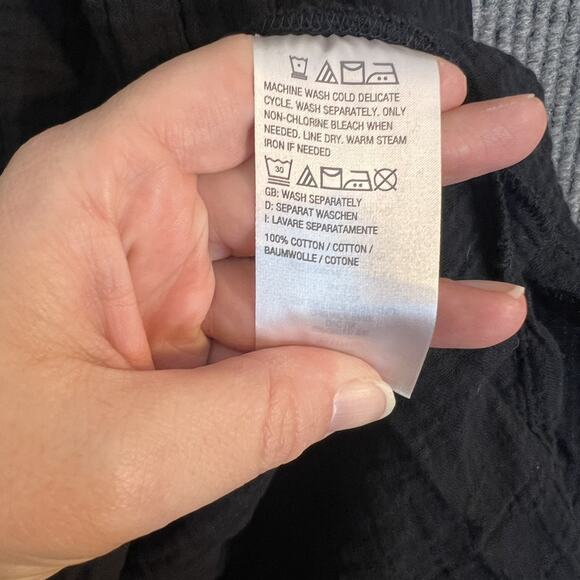 MACHINE WASH COLD DELICATE
CYCLE. WASH SEPARATELY. ONLY
NON-CHLORINE BLEACH WHEN
NEEDED. LINE DRY. WARM STEAM
IRON IF NEEDED
30
GB: WASH SEPARATELY
D: SEPARAT WASCHEN
I: LAVARE SEPARATAMENTE
100% COTTON / COTTON /
BAUMWOLLE / COTONE